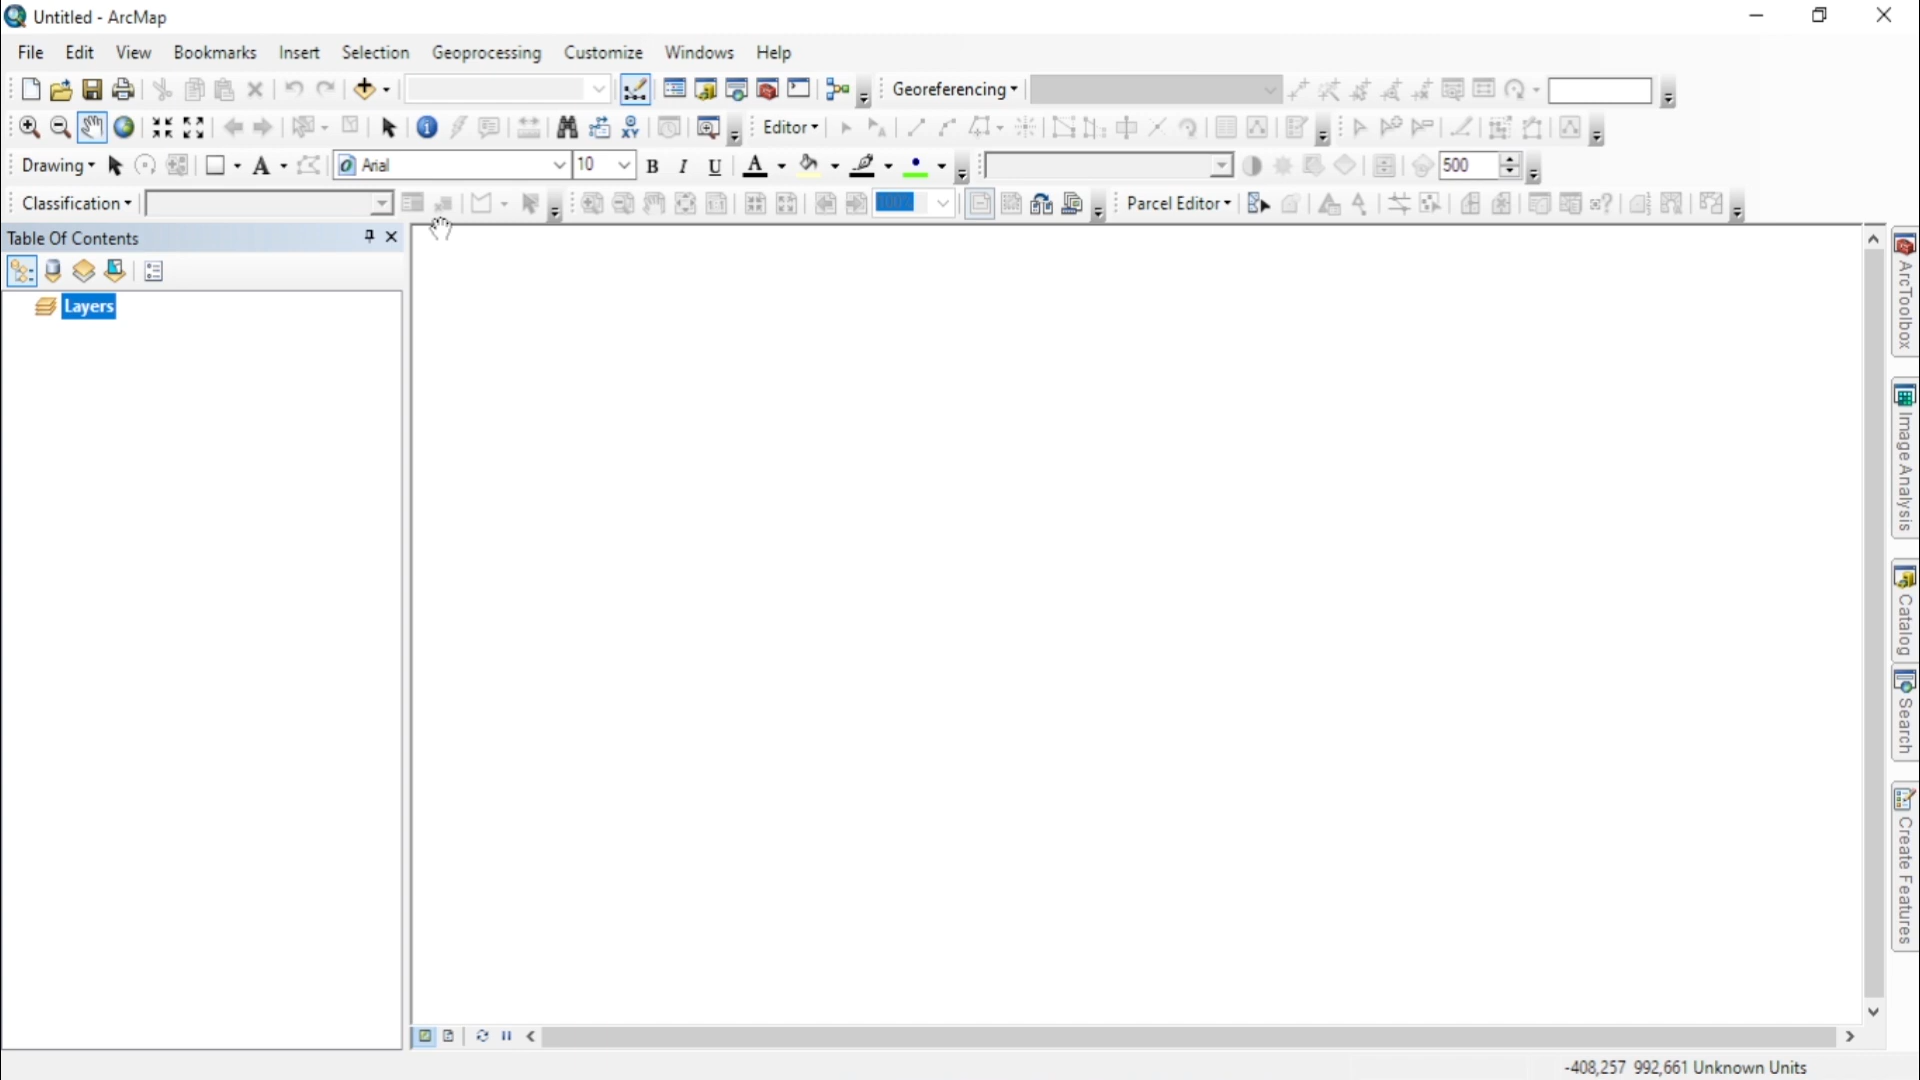 Untitled - ArcMap
File Edit View Bookmarks Insert Selection Geoprocessing Customize Windows Help
Georeferencing
Editor
Drawing Arial 10 B I U A 500
Classification 100% Parcel Editor
Table Of Contents
Layers
ArcToolbox
Image Analysis
Catalog
Search
Create Features
-408,257 992,661 Unknown Units